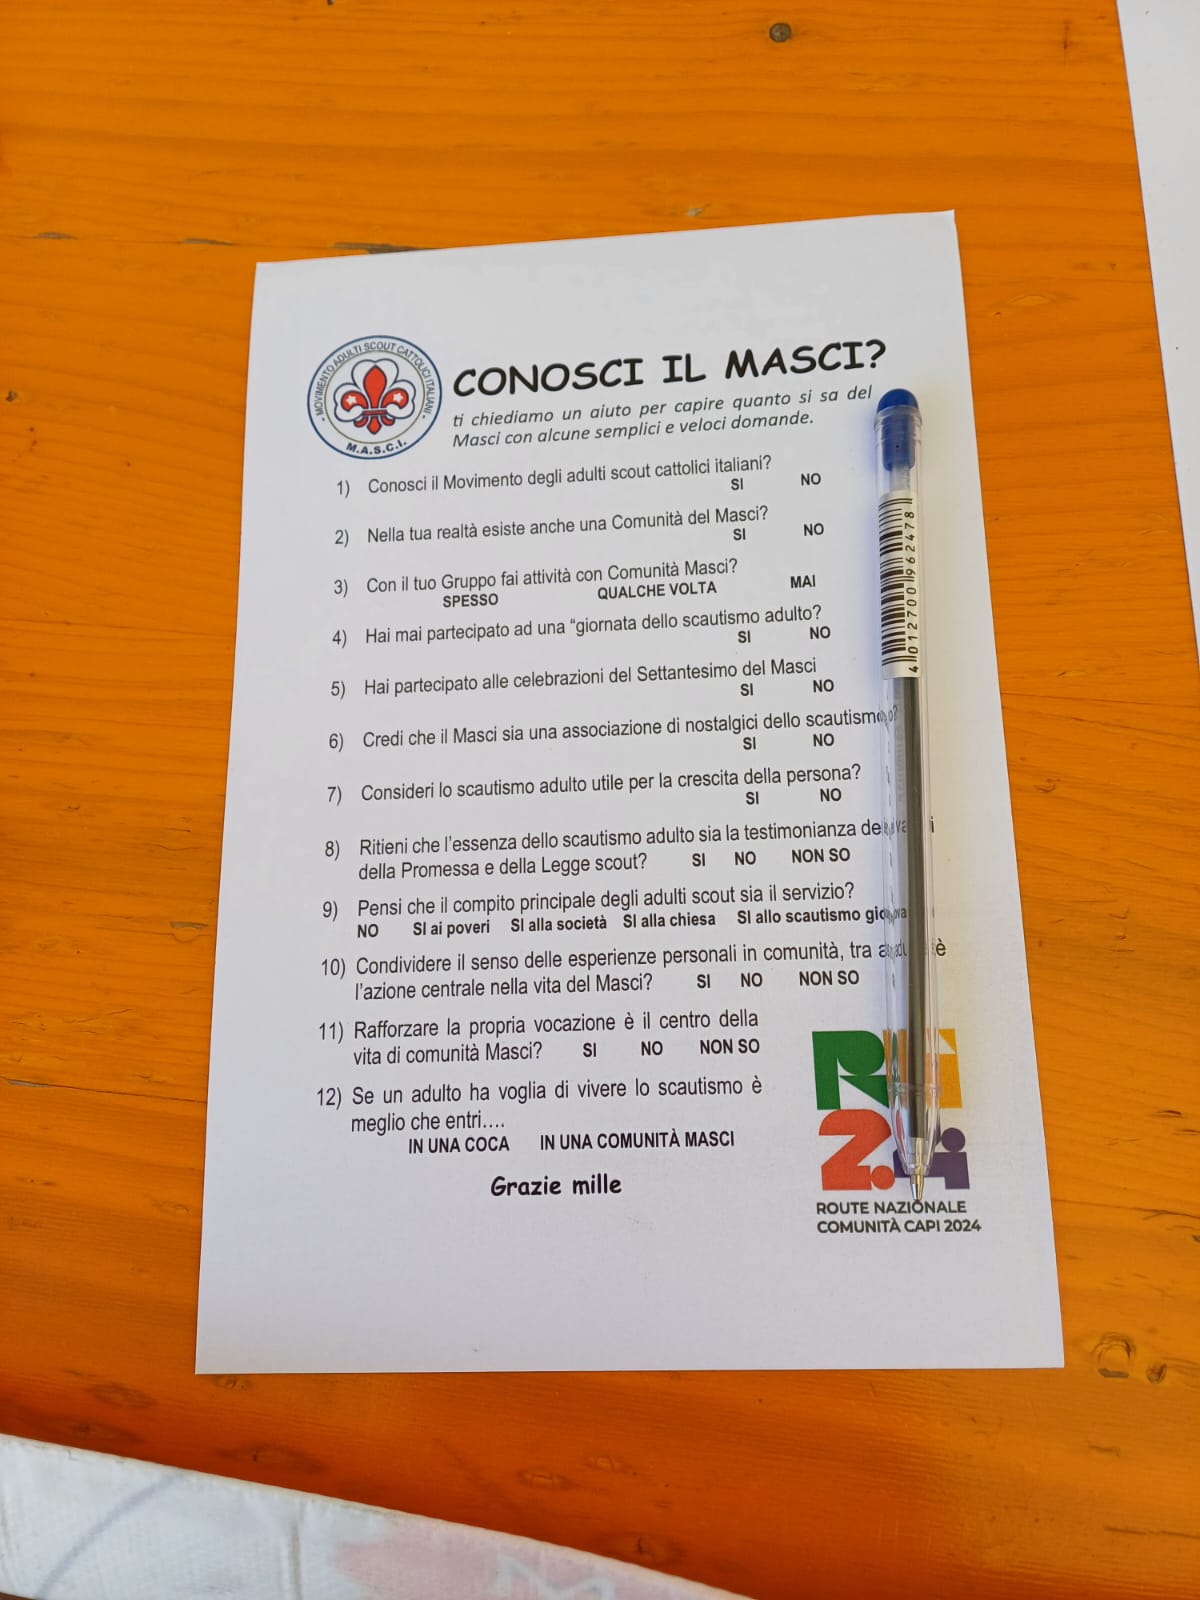 MOVIMENTO ADULTI SCOUT CATTOLICI ITALIANI
M.A.S.C.I.
CONOSCI IL MASCI?
ti chiediamo un aiuto per capire quanto si sa del
Masci con alcune semplici e veloci domande.
1) Conosci il Movimento degli adulti scout cattolici italiani?
SI NO
2) Nella tua realtà esiste anche una Comunità del Masci?
SI NO
3) Con il tuo Gruppo fai attività con Comunità Masci?
SPESSO QUALCHE VOLTA MAI
4) Hai mai partecipato ad una “giornata dello scautismo adulto?
SI NO
5) Hai partecipato alle celebrazioni del Settantesimo del Masci
SI NO
6) Credi che il Masci sia una associazione di nostalgici dello scautismo?
SI NO
7) Consideri lo scautismo adulto utile per la crescita della persona?
SI NO
8) Ritieni che l’essenza dello scautismo adulto sia la testimonianza
della Promessa e della Legge scout? SI NO NON SO
9) Pensi che il compito principale degli adulti scout sia il servizio?
NO SI ai poveri SI alla società SI alla chiesa SI allo scautismo
10) Condividere il senso delle esperienze personali in comunità, tra è
l’azione centrale nella vita del Masci? SI NO NON SO
11) Rafforzare la propria vocazione è il centro della
vita di comunità Masci? SI NO NON SO
12) Se un adulto ha voglia di vivere lo scautismo è
meglio che entri....
IN UNA COCA IN UNA COMUNITÀ MASCI
Grazie mille
ROUTE NAZIONALE
COMUNITÀ CAPI 2024
4 012700 962478